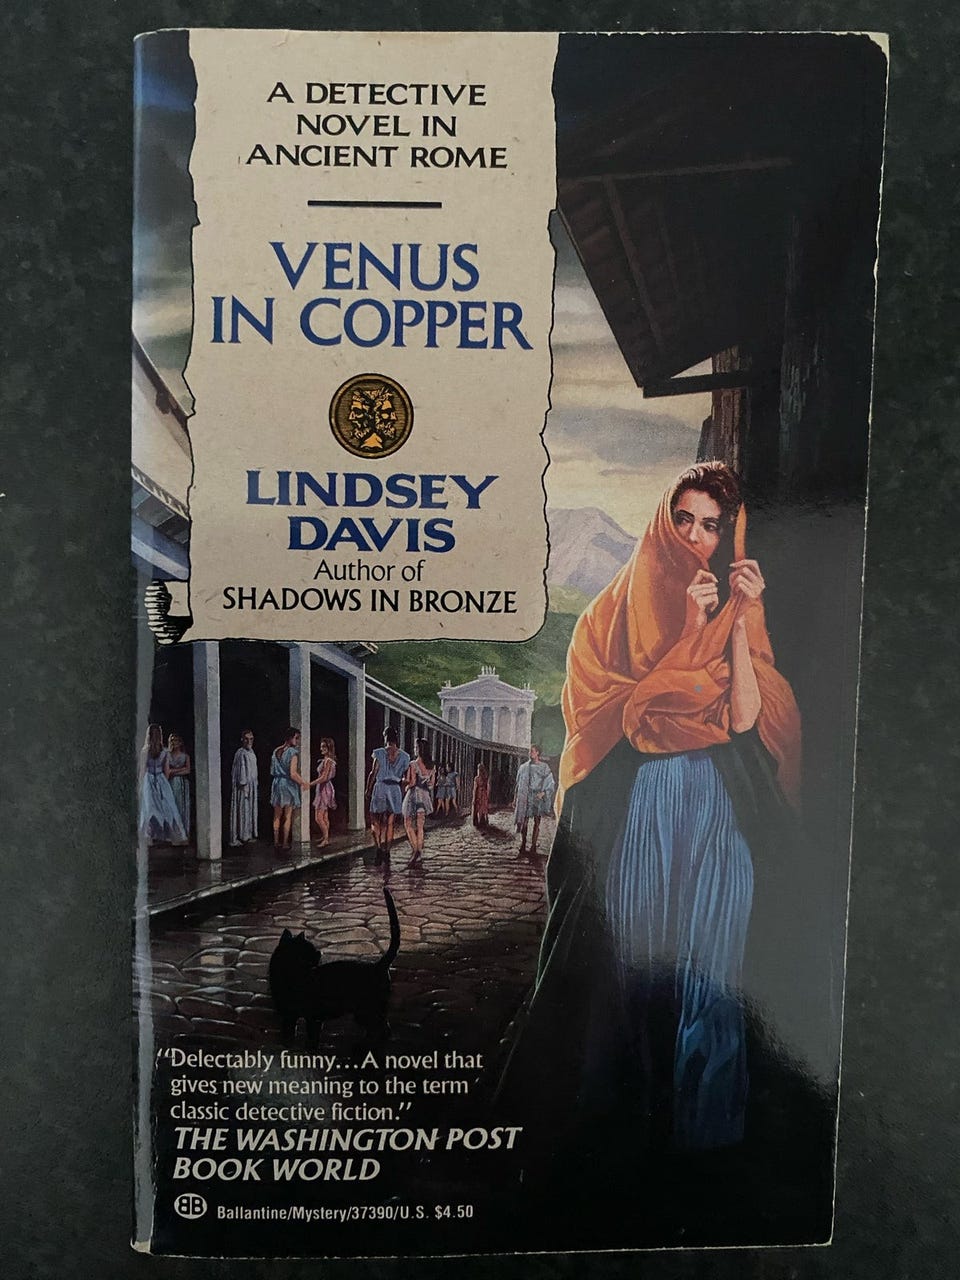 A DETECTIVE
NOVEL IN
ANCIENT ROME
VENUS
IN COPPER
LINDSEY
DAVIS
Author of
SHADOWS IN BRONZE
"Delectably funny...A novel that
gives new meaning to the term
classic detective fiction."
THE WASHINGTON POST
BOOK WORLD
BB Ballantine/Mystery/37390/U.S. $4.50